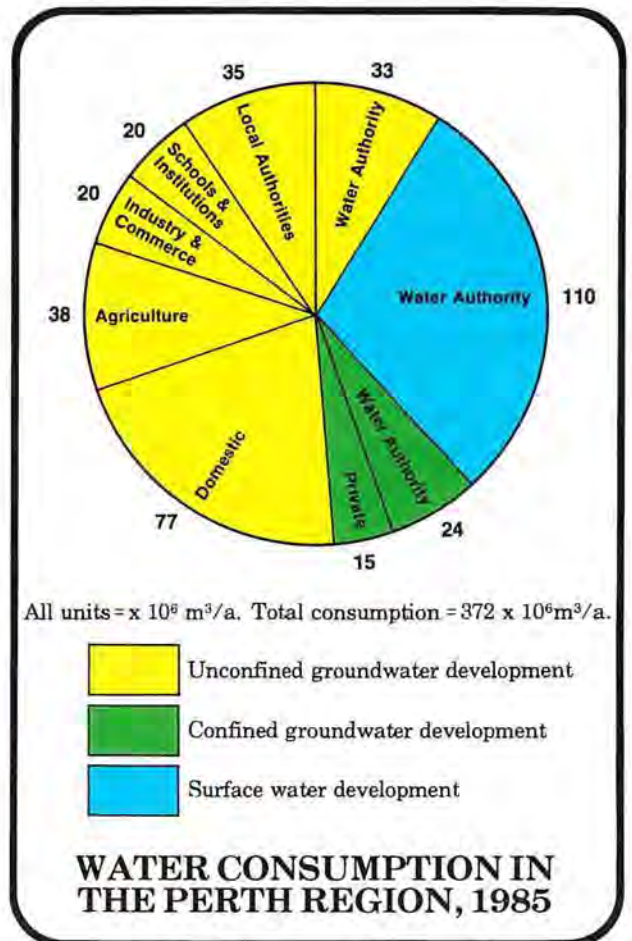 35
33
20
20
38
77
15
24
110
Local Authorities
Water Authority
Schools &
Institutions
Industry &
Commerce
Agriculture
Domestic
Private
Water Authority
Water Authority
All units = x 10⁶ m³/a. Total consumption = 372 x 10⁶m³/a.
Unconfined groundwater development
Confined groundwater development
Surface water development
WATER CONSUMPTION IN
THE PERTH REGION, 1985